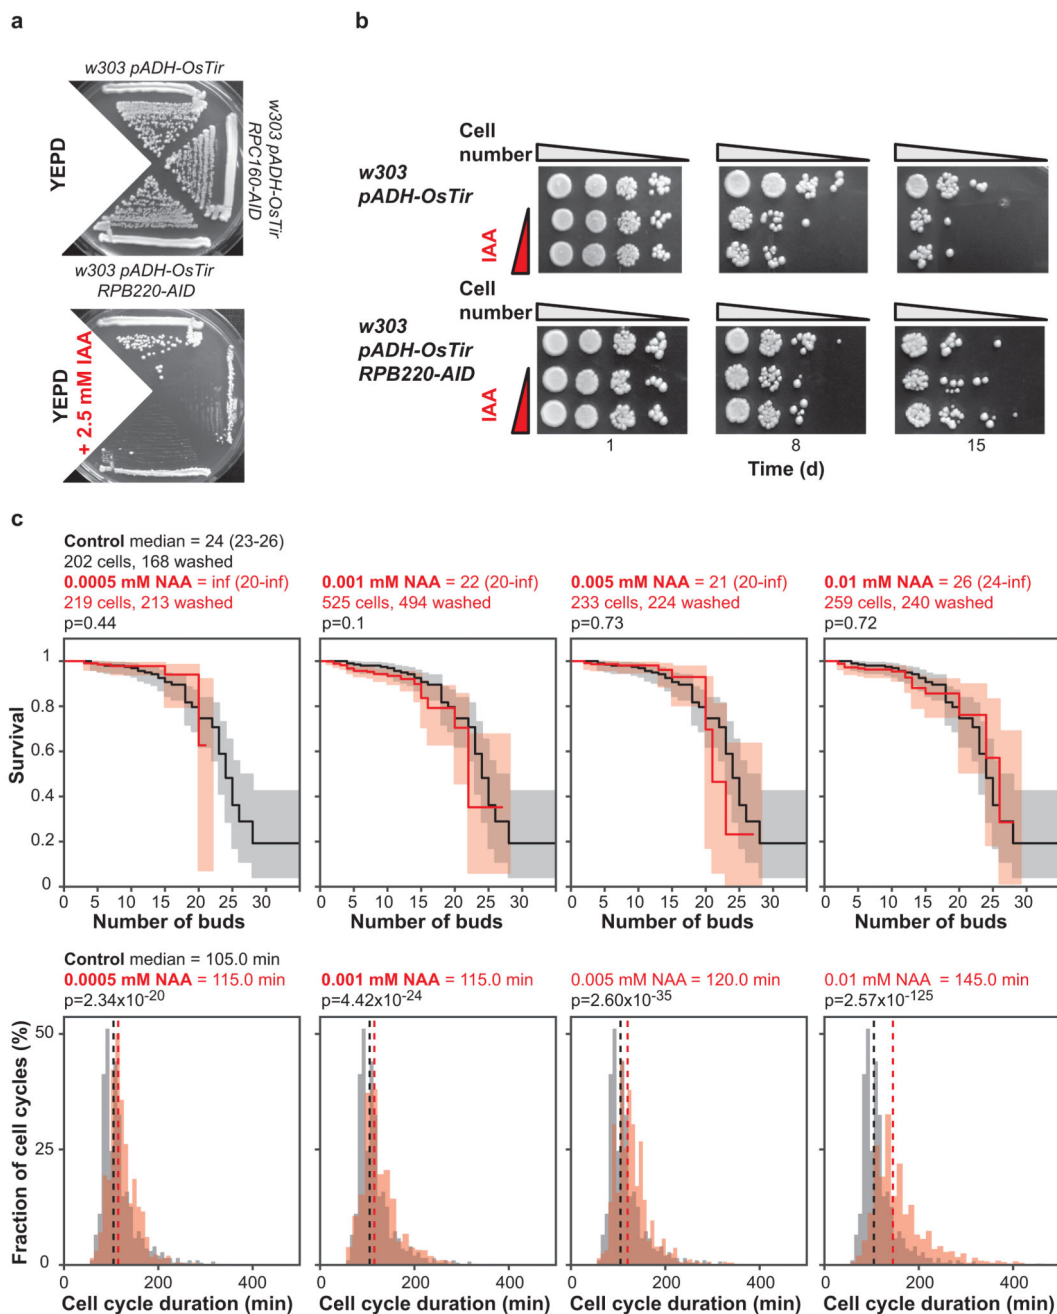 a
w303 pADH-OsTir
YEPD
w303 pADH-OsTir
RPC160-AID
w303 pADH-OsTir
RPB220-AID
YEPD
+ 2.5 mM IAA
b
Cell
number
w303
pADH-OsTir
IAA
Cell
number
w303
pADH-OsTir
RPB220-AID
IAA
1 8 15
Time (d)
c
Control median = 24 (23-26)
202 cells, 168 washed
0.0005 mM NAA = inf (20-inf)
219 cells, 213 washed
p=0.44
0.001 mM NAA = 22 (20-inf)
525 cells, 494 washed
p=0.1
0.005 mM NAA = 21 (20-inf)
233 cells, 224 washed
p=0.73
0.01 mM NAA = 26 (24-inf)
259 cells, 240 washed
p=0.72
Survival
1
0.8
0.6
0.4
0.2
0
0 5 10 15 20 25 30
0 5 10 15 20 25 30
0 5 10 15 20 25 30
0 5 10 15 20 25 30
Number of buds
Number of buds
Number of buds
Number of buds
Control median = 105.0 min
0.0005 mM NAA = 115.0 min
p=2.34x10-20
0.001 mM NAA = 115.0 min
p=4.42x10-24
0.005 mM NAA = 120.0 min
p=2.60x10-35
0.01 mM NAA = 145.0 min
p=2.57x10-125
Fraction of cell cycles (%)
50
25
0
0 200 400
0 200 400
0 200 400
0 200 400
Cell cycle duration (min)
Cell cycle duration (min)
Cell cycle duration (min)
Cell cycle duration (min)